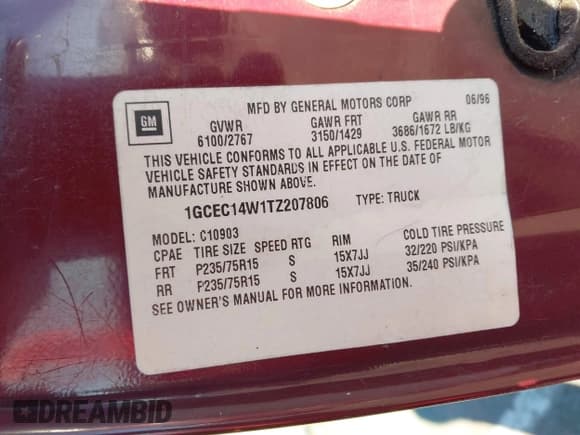 MFD BY GENERAL MOTORS CORP 06/96
GM
GVWR GAWR FRT GAWR RR
6100/2767 3150/1429 3686/1672 LB/KG
THIS VEHICLE CONFORMS TO ALL APPLICABLE U.S. FEDERAL MOTOR
VEHICLE SAFETY STANDARDS IN EFFECT ON THE DATE OF
MANUFACTURE SHOWN ABOVE.
1GCEC14W1TZ207806 TYPE: TRUCK
MODEL: C10903
CPAE TIRE SIZE SPEED RTG RIM COLD TIRE PRESSURE
FRT P235/75R15 S 15X7JJ 32/220 PSI/KPA
RR P235/75R15 S 15X7JJ 35/240 PSI/KPA
SEE OWNER'S MANUAL FOR MORE INFORMATION.
DREAMBID